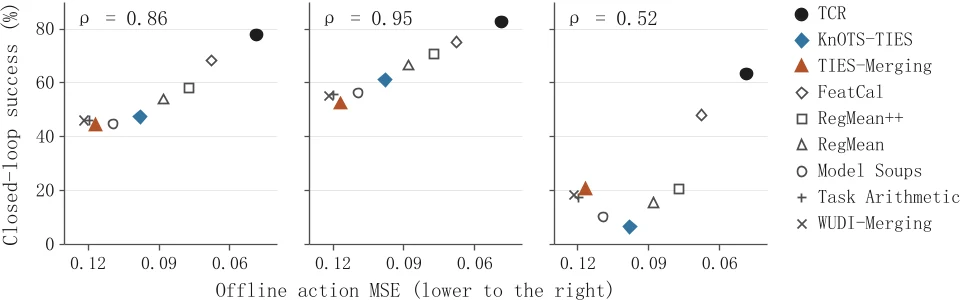 ρ = 0.86
ρ = 0.95
ρ = 0.52
Closed-loop success (%)
80
60
40
20
0
0.12 0.09 0.06
0.12 0.09 0.06
0.12 0.09 0.06
Offline action MSE (lower to the right)
TCR
KnOTS-TIES
TIES-Merging
FeatCal
RegMean++
RegMean
Model Soups
Task Arithmetic
WUDI-Merging